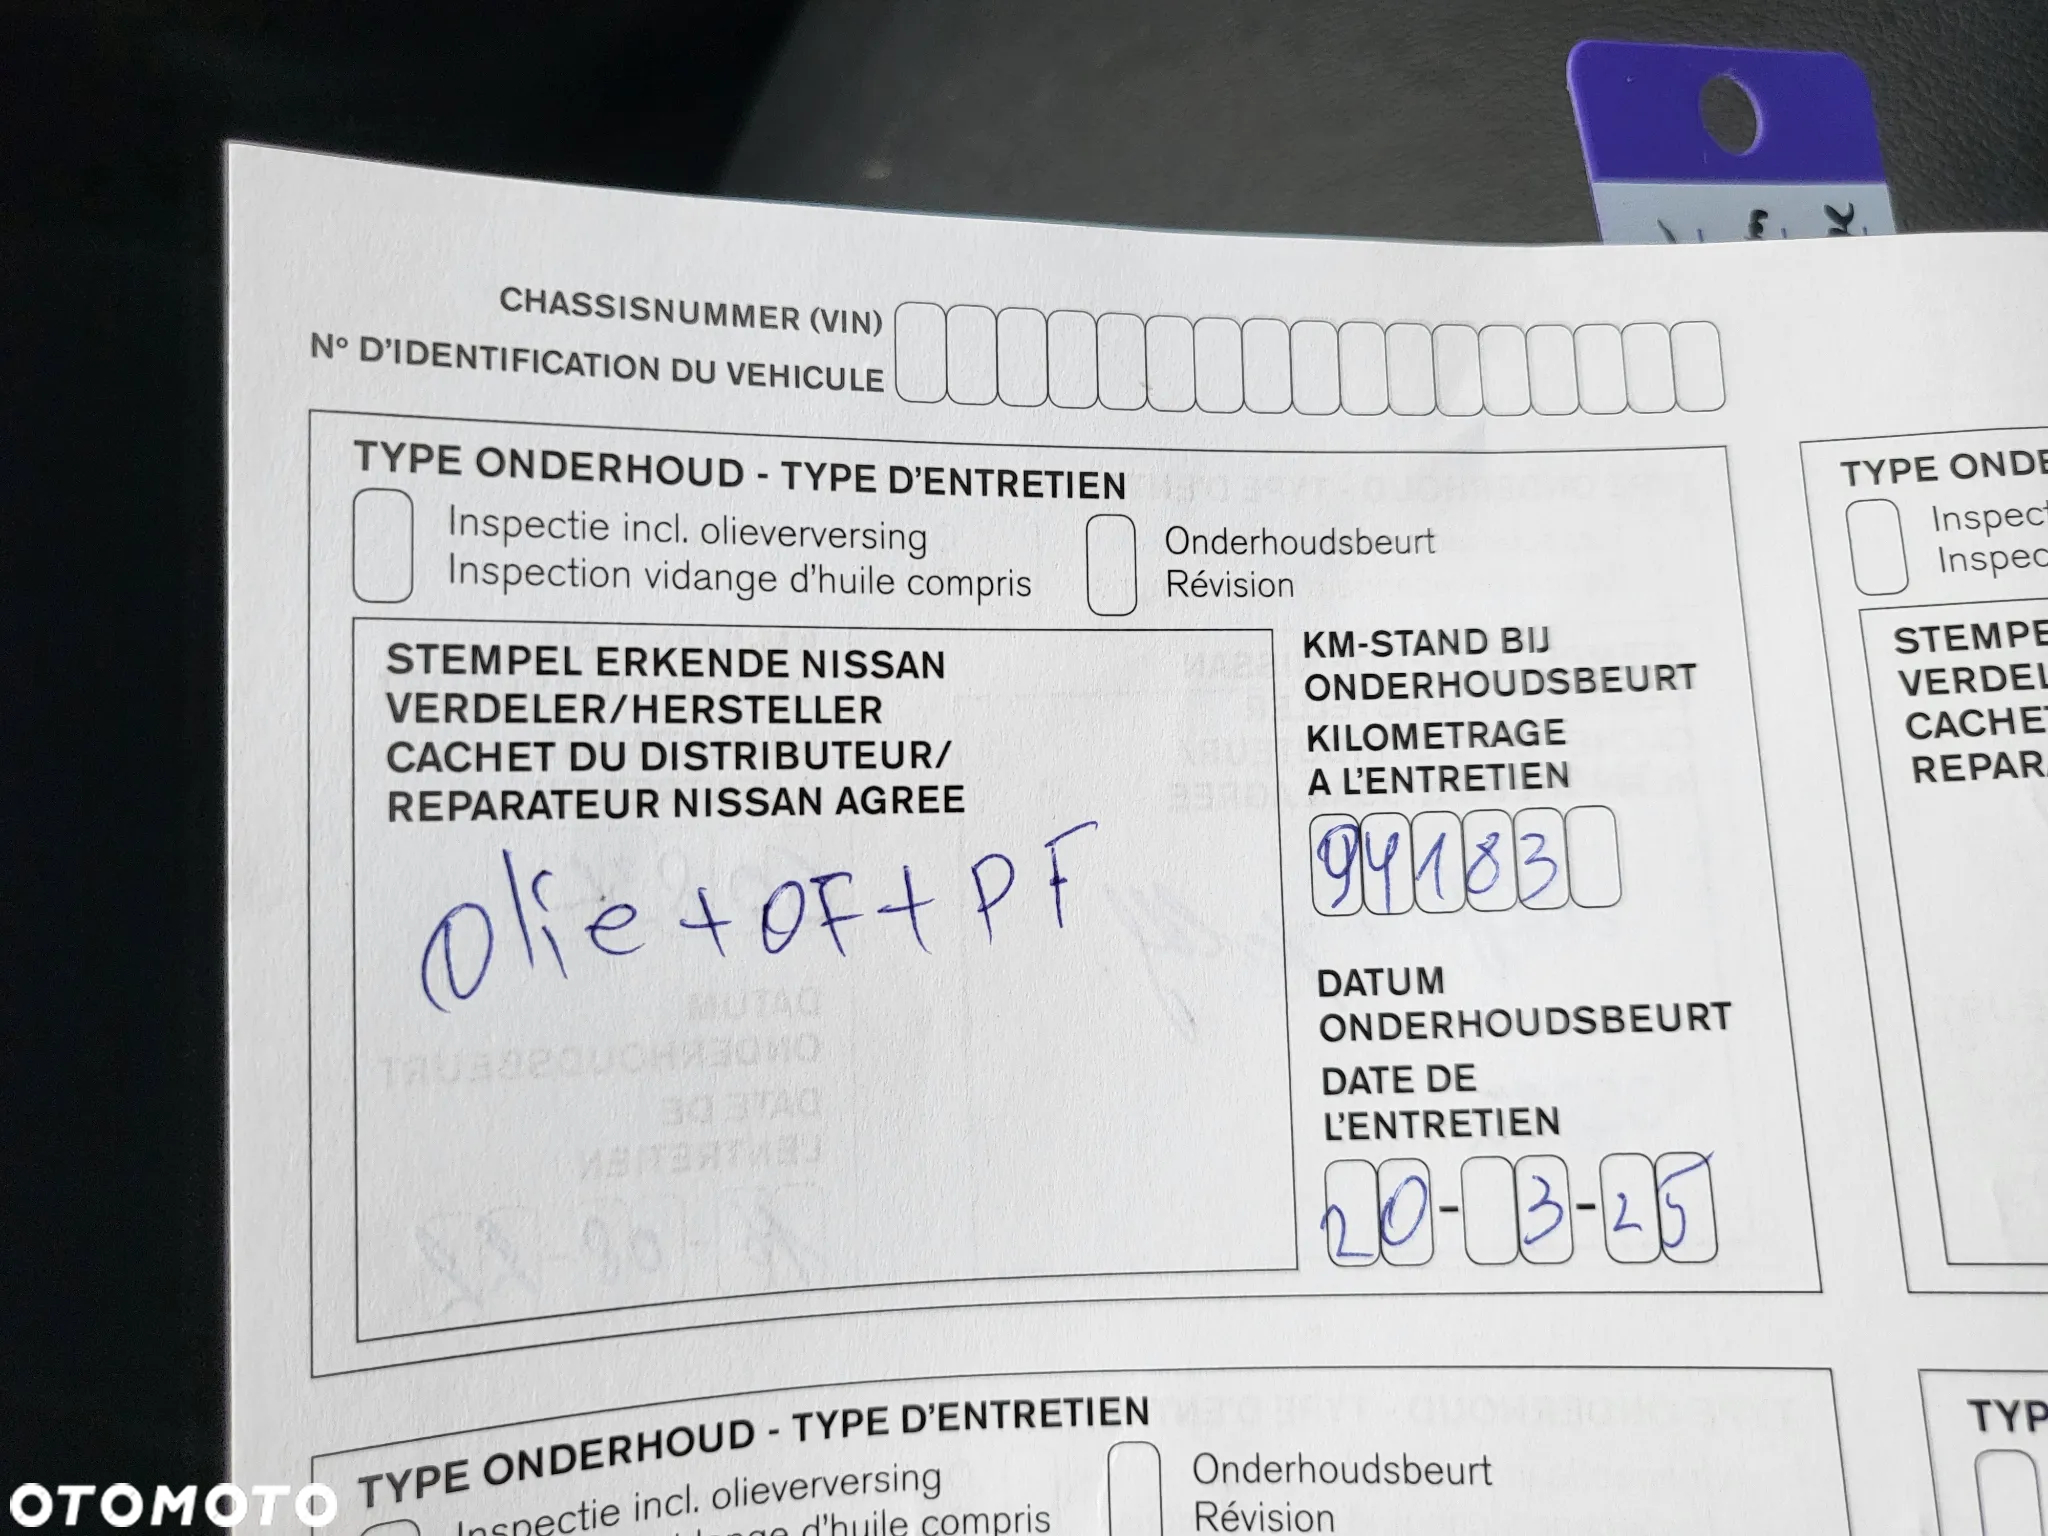 CHASSISNUMMER (VIN)
N° D'IDENTIFICATION DU VEHICULE
TYPE ONDERHOUD - TYPE D'ENTRETIEN
Inspectie incl. olieverversing
Inspection vidange d'huile compris
Onderhoudsbeurt
Révision
STEMPEL ERKENDE NISSAN
VERDELER/HERSTELLER
CACHET DU DISTRIBUTEUR/
REPARATEUR NISSAN AGREE
Olie + OF + PF
KM-STAND BIJ
ONDERHOUDSBEURT
KILOMETRAGE
A L'ENTRETIEN
94183
DATUM
ONDERHOUDSBEURT
DATE DE
L'ENTRETIEN
20 - 3 - 25
TYPE ONDE
Inspect
Inspec
STEMPE
VERDEL
CACHET
REPARA
TYPE ONDERHOUD - TYPE D'ENTRETIEN
Inspectie incl. olieverversing
d'huile compris
Onderhoudsbeurt
Révision
TYP
OTOMOTO